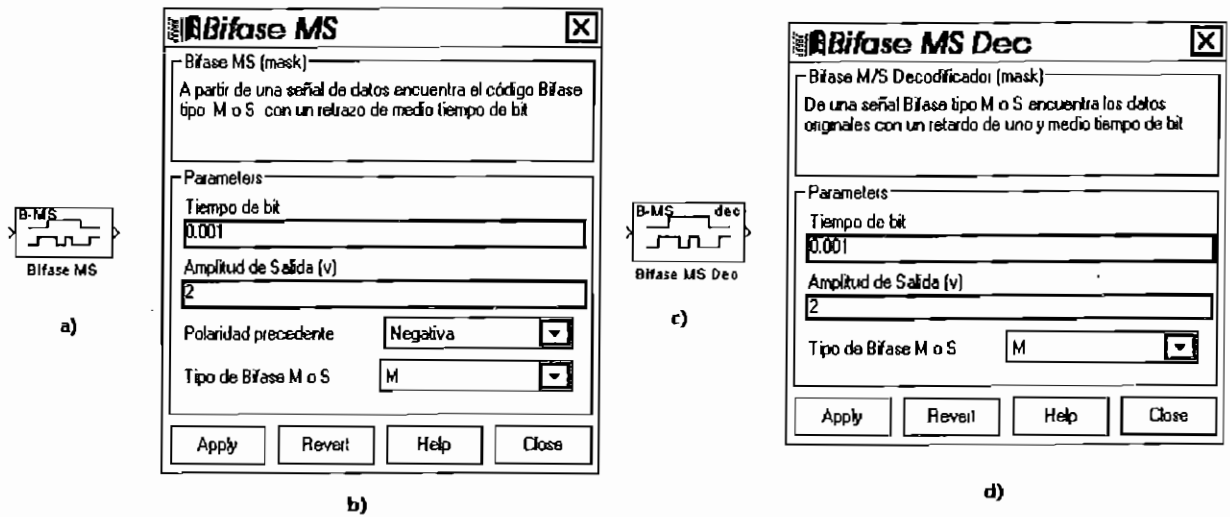 B-MS
Bifase MS
a)
Bifase MS
Bifase MS (mask)
A partir de una señal de datos encuentra el código Bifase
tipo M o S con un retrazo de medio tiempo de bit
Parameters
Tiempo de bit
0.001
Amplitud de Salida (v)
2
Polaridad precedente
Negativa
Tipo de Bifase M o S
M
Apply
Revert
Help
Close
b)
B-MS dec
Bifase MS Dec
c)
Bifase MS Dec
Bifase M/S Decodificador (mask)
De una señal Bifase tipo M o S encuentra los datos
originales con un retardo de uno y medio tiempo de bit
Parameters
Tiempo de bit
0.001
Amplitud de Salida (v)
2
Tipo de Bifase M o S
M
Apply
Revert
Help
Close
d)